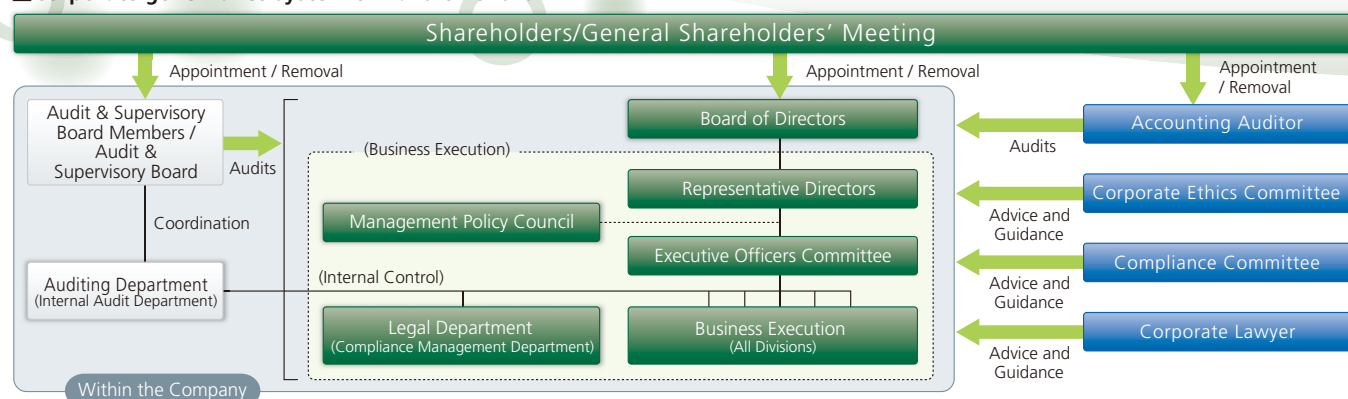 Shareholders/General Shareholders' Meeting
Appointment / Removal
Appointment / Removal
Appointment
/ Removal
Audit & Supervisory
Board Members /
Audit &
Supervisory Board
Audits
Board of Directors
Audits
Accounting Auditor
(Business Execution)
Representative Directors
Corporate Ethics Committee
Advice and
Guidance
Management Policy Council
Coordination
Executive Officers Committee
Compliance Committee
Advice and
Guidance
Auditing Department
(Internal Audit Department)
(Internal Control)
Legal Department
(Compliance Management Department)
Business Execution
(All Divisions)
Corporate Lawyer
Advice and
Guidance
Within the Company